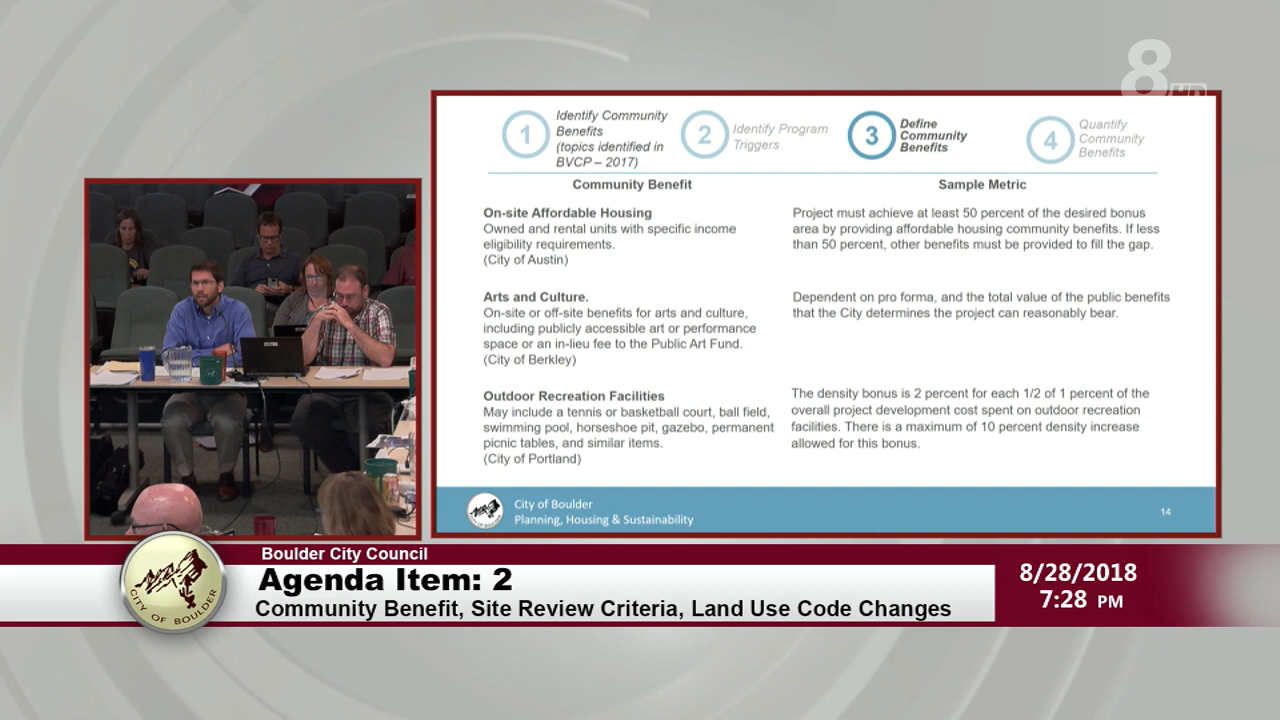 8
HD
1
Identify Community
Benefits
(topics identified in
BVCP – 2017)
2
Identify Program
Triggers
3
Define
Community
Benefits
4
Quantify
Community
Benefits
Community Benefit
Sample Metric
On-site Affordable Housing
Owned and rental units with specific income
eligibility requirements.
(City of Austin)
Project must achieve at least 50 percent of the desired bonus
area by providing affordable housing community benefits. If less
than 50 percent, other benefits must be provided to fill the gap.
Arts and Culture.
On-site or off-site benefits for arts and culture,
including publicly accessible art or performance
space or an in-lieu fee to the Public Art Fund.
(City of Berkley)
Dependent on pro forma, and the total value of the public benefits
that the City determines the project can reasonably bear.
Outdoor Recreation Facilities
May include a tennis or basketball court, ball field,
swimming pool, horseshoe pit, gazebo, permanent
picnic tables, and similar items.
(City of Portland)
The density bonus is 2 percent for each 1/2 of 1 percent of the
overall project development cost spent on outdoor recreation
facilities. There is a maximum of 10 percent density increase
allowed for this bonus.
City of Boulder
Planning, Housing & Sustainability
14
Boulder City Council
Agenda Item: 2
Community Benefit, Site Review Criteria, Land Use Code Changes
8/28/2018
7:28 PM
CITY OF BOULDER